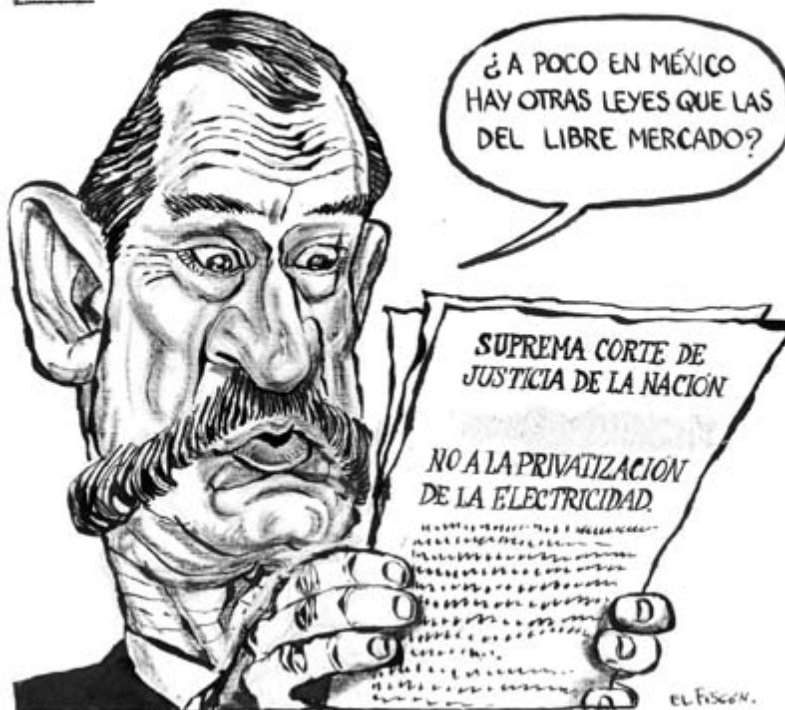 ¿A POCO EN MÉXICO
HAY OTRAS LEYES QUE LAS
DEL LIBRE MERCADO?
SUPREMA CORTE DE
JUSTICIA DE LA NACIÓN
NO A LA PRIVATIZACIÓN
DE LA ELECTRICIDAD.
EL FISGÓN.